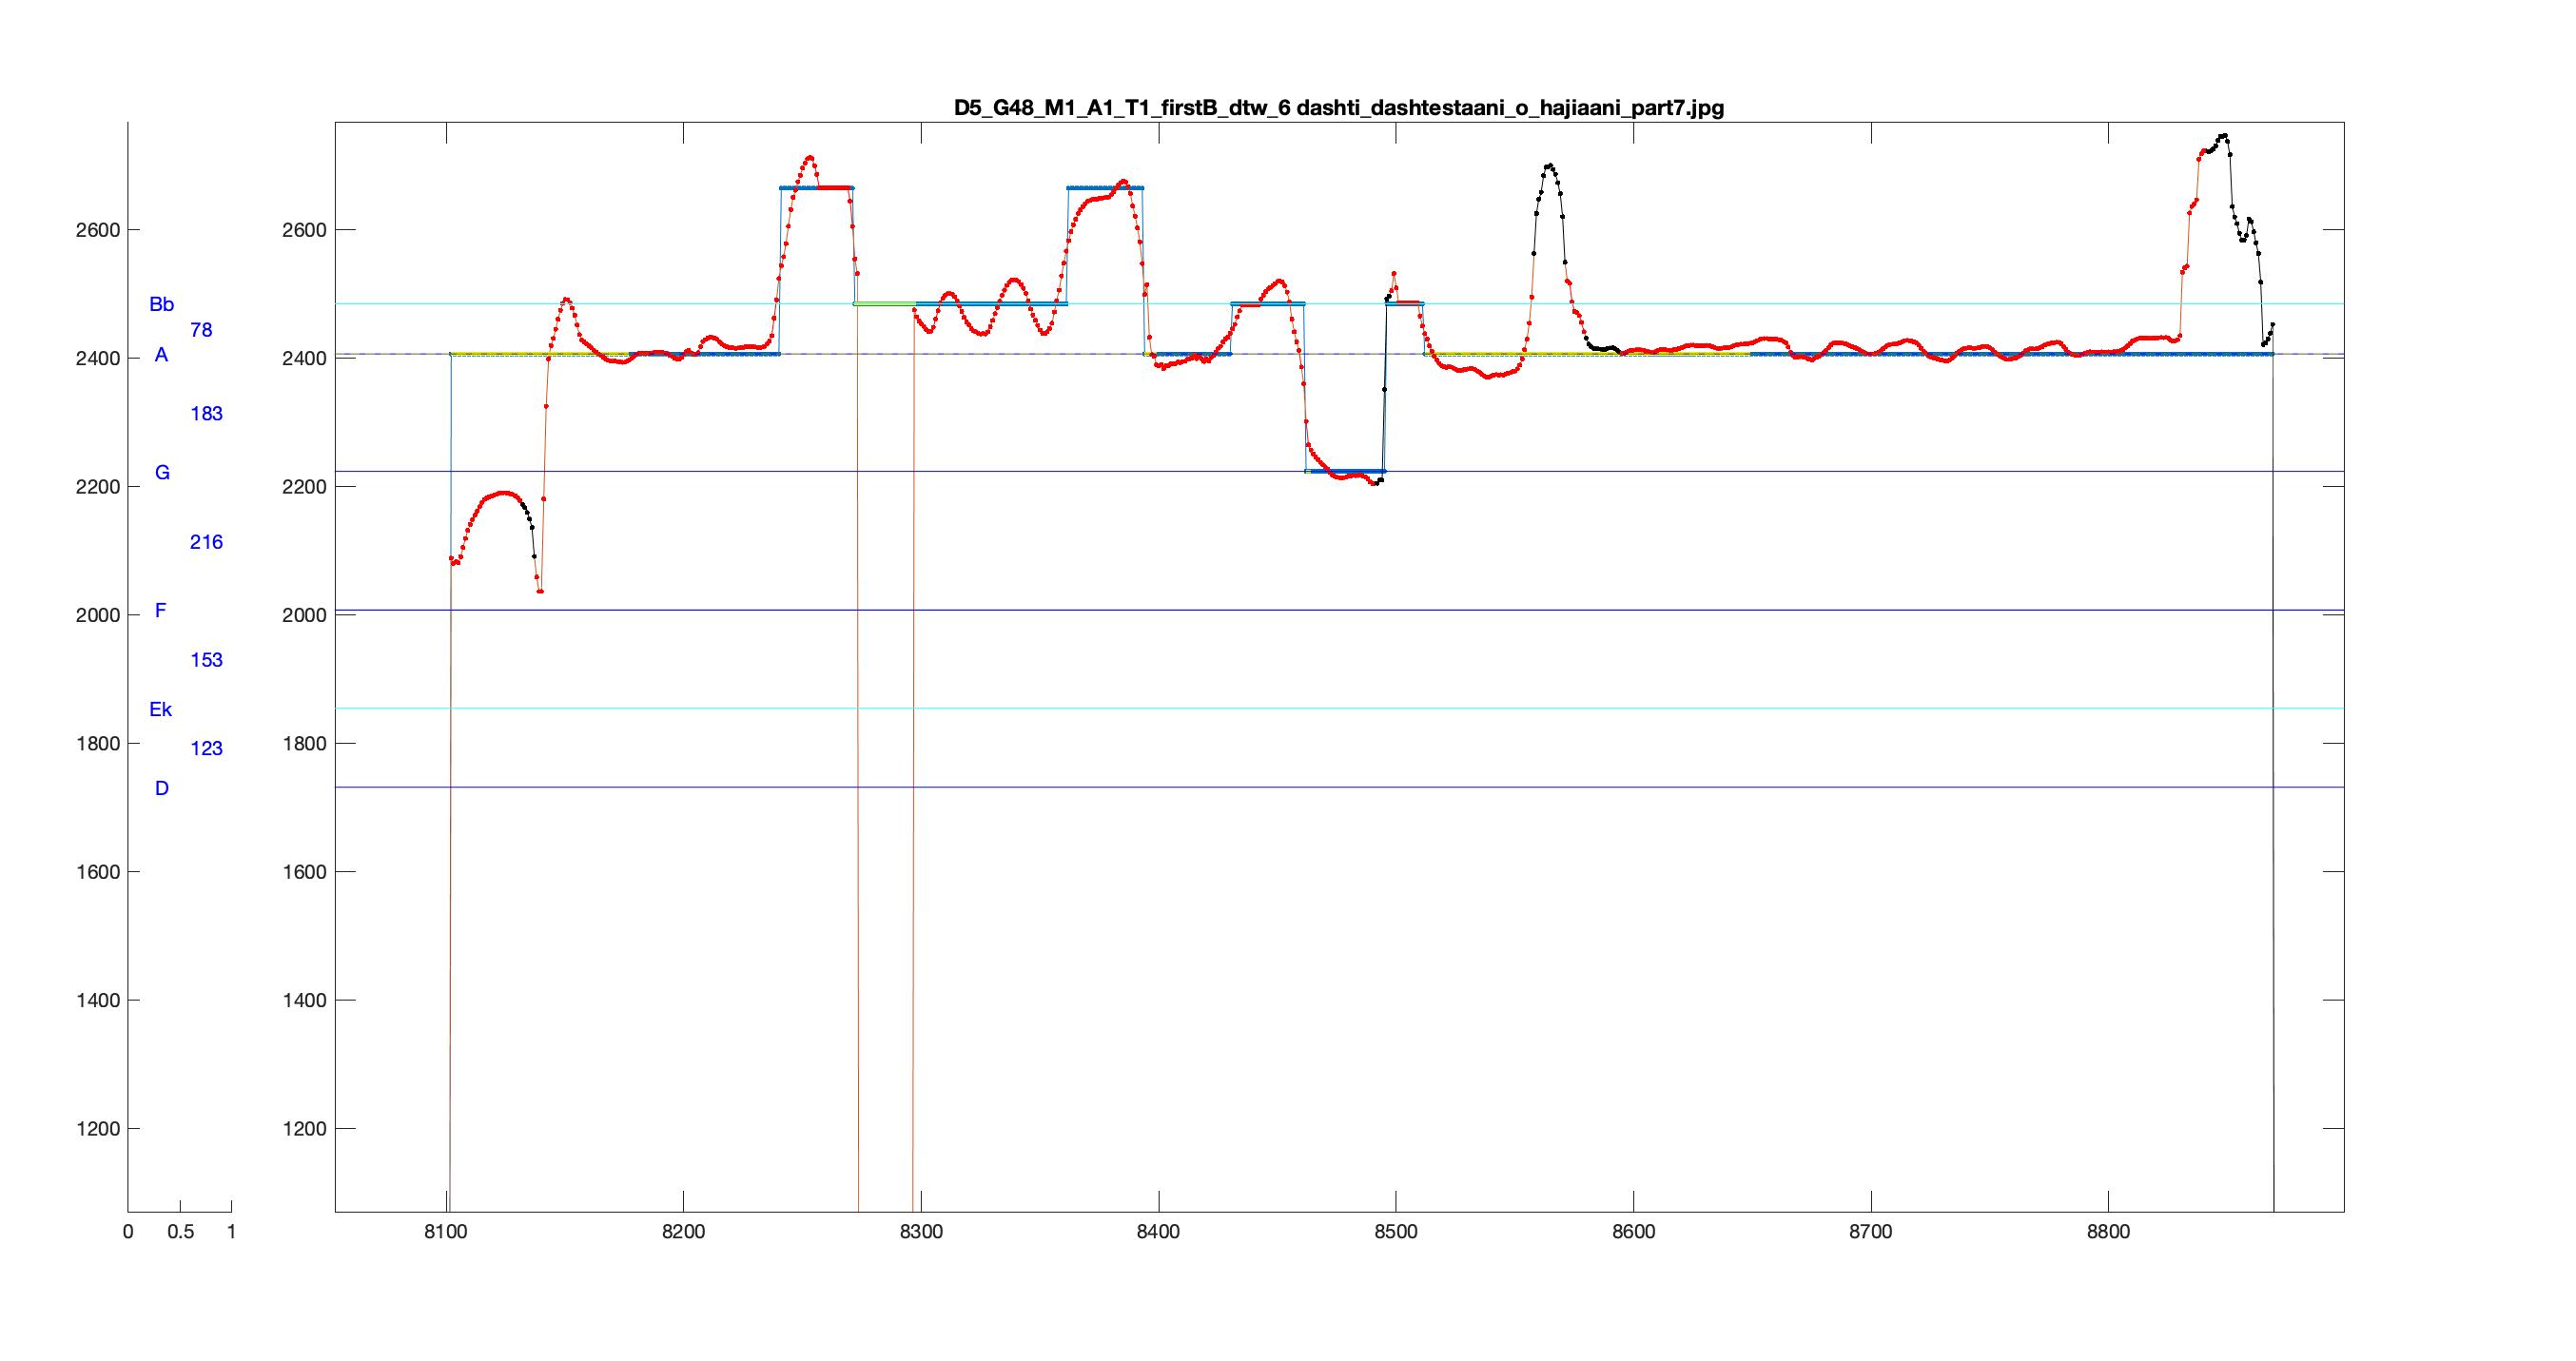 D5_G48_M1_A1_T1_firstB_dtw_6 dashti_dashtestaani_o_hajiaani_part7.jpg
2600 2600
Bb
78
2400 A 2400
183
G
2200 2200
216
2000 F 2000
153
Ek
1800 123 1800
D
1600 1600
1400 1400
1200 1200
0 0.5 1 8100 8200 8300 8400 8500 8600 8700 8800